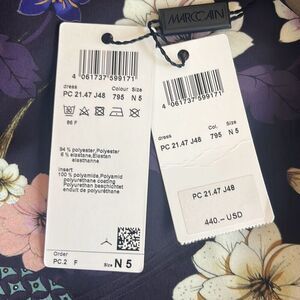 MARCCAIN
4 061737 599171
dress Colour Size
PC 21.47 J48 795 N 5
86 F
94 % polyester,Polyester
6 % elastane,Elastan
elasthanne
insert
100 % polyamide,Polyamid
polyurethane coating
Polyurethan beschichtet
enduit de polyuréthane
Order
PC.2 F Size N 5
4 061737 599171
dress Col. Size
PC 21.47 J48 795 N 5
PC 21.47 J48
440.– USD